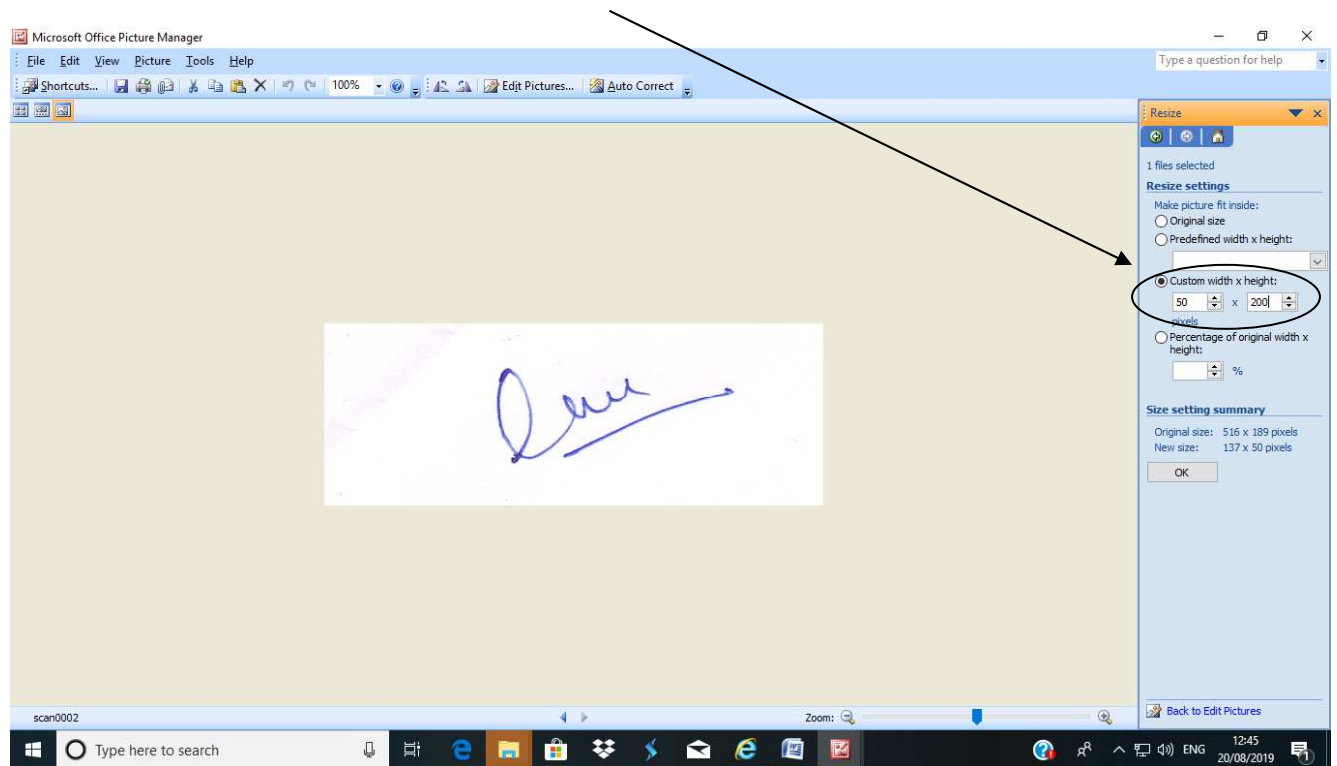 Microsoft Office Picture Manager
File Edit View Picture Tools Help
Type a question for help
Shortcuts... 100% Edit Pictures... Auto Correct
Resize
1 files selected
Resize settings
Make picture fit inside:
Original size
Predefined width x height:
Custom width x height:
50 x 200
pixels
Percentage of original width x
height:
%
Size setting summary
Original size: 516 x 189 pixels
New size: 137 x 50 pixels
OK
Back to Edit Pictures
scan0002 Zoom:
Type here to search
ENG 12:45
20/08/2019
1